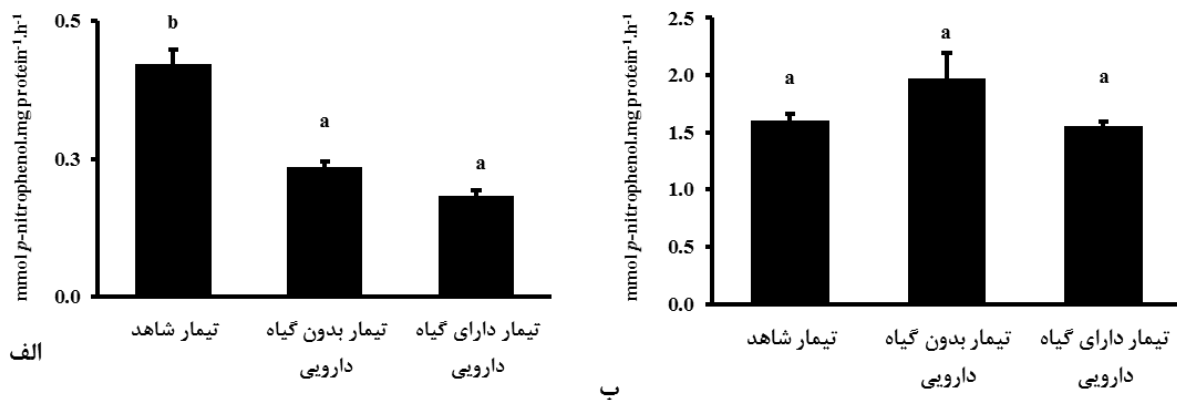 mmol p-nitrophenol.mg protein⁻¹.h⁻¹
0.5
0.3
0.0
b
a
a
تیمار شاهد
تیمار بدون گیاه
دارویی
تیمار دارای گیاه
دارویی
الف
mmol p-nitrophenol.mg protein⁻¹.h⁻¹
2.5
2.0
1.5
1.0
0.5
0.0
a
a
a
تیمار شاهد
تیمار بدون گیاه
دارویی
تیمار دارای گیاه
دارویی
ب